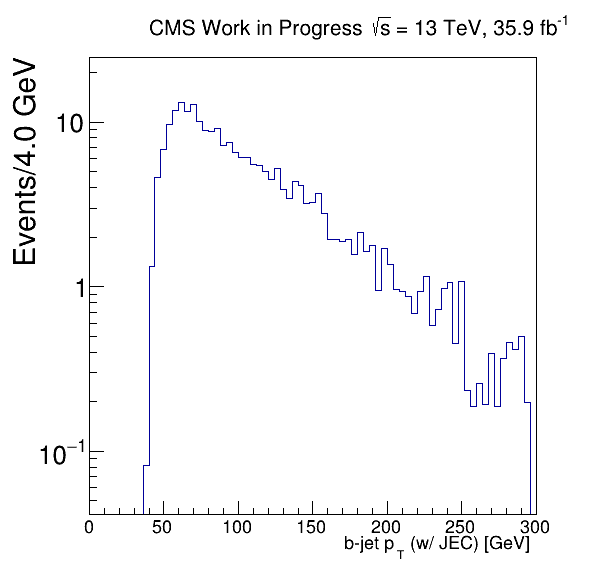 CMS Work in Progress √s = 13 TeV, 35.9 fb⁻¹
Events/4.0 GeV
10
1
10⁻¹
0 50 100 150 200 250 300
b-jet p_T (w/ JEC) [GeV]